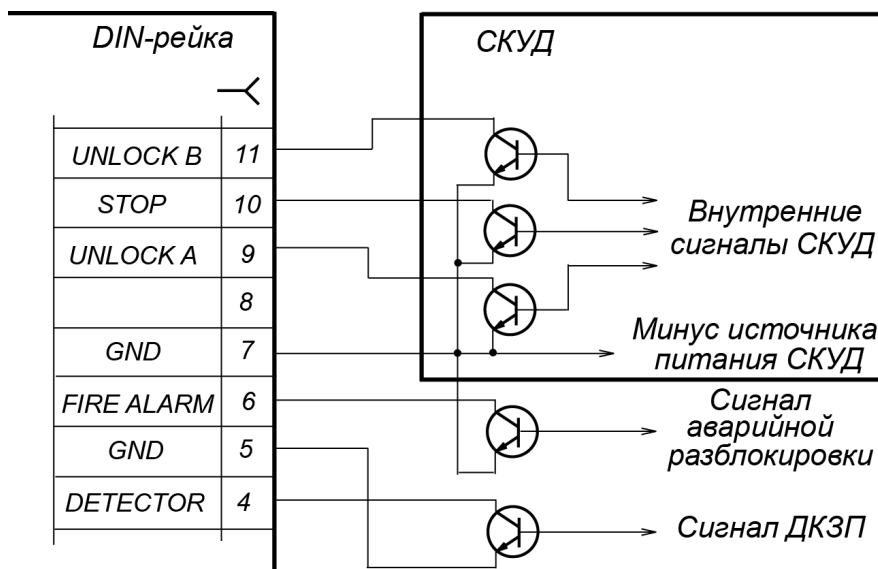 DIN-рейка
СКУД
UNLOCK B 11
STOP 10
UNLOCK A 9
8
GND 7
FIRE ALARM 6
GND 5
DETECTOR 4
Внутренние
сигналы СКУД
Минус источника
питания СКУД
Сигнал
аварийной
разблокировки
Сигнал ДКЗП